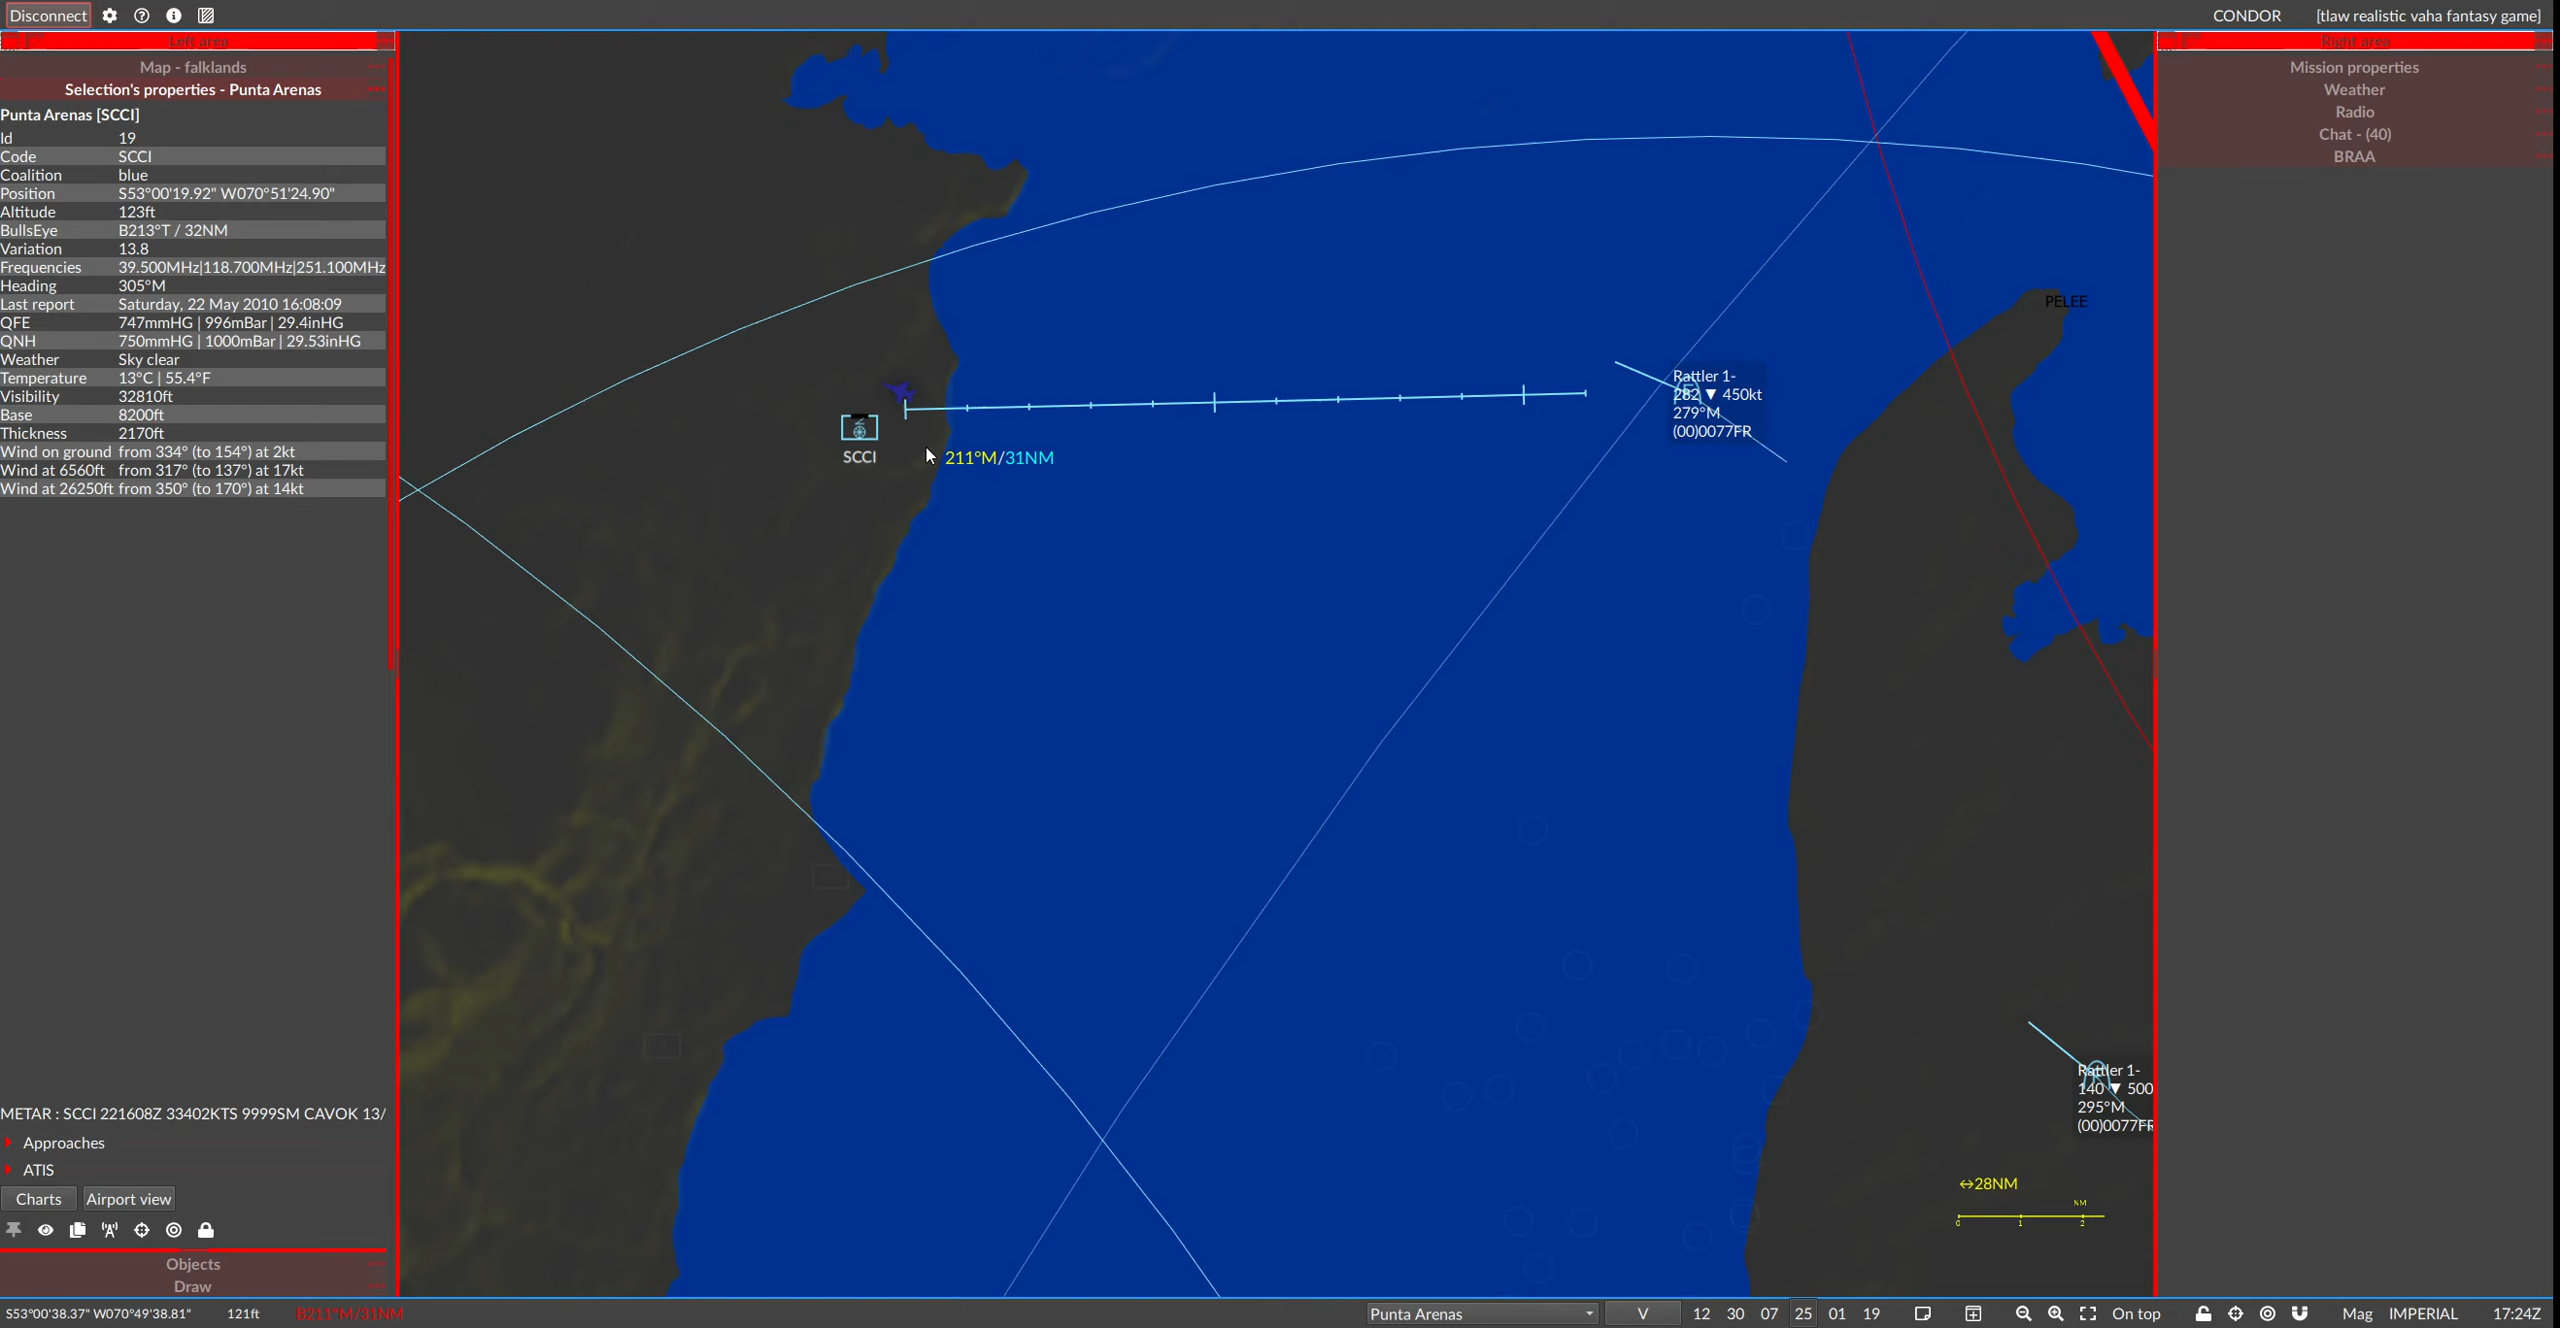 Disconnect
CONDOR [tlaw realistic vaha fantasy game]
Left area
Map - falklands
Selection's properties - Punta Arenas
Punta Arenas [SCCI]
Id 19
Code SCCI
Coalition blue
Position S53°00'19.92" W070°51'24.90"
Altitude 123ft
BullsEye B213°T / 32NM
Variation 13.8
Frequencies 39.500MHz|118.700MHz|251.100MHz
Heading 305°M
Last report Saturday, 22 May 2010 16:08:09
QFE 747mmHG | 996mBar | 29.4inHG
QNH 750mmHG | 1000mBar | 29.53inHG
Weather Sky clear
Temperature 13°C | 55.4°F
Visibility 32810ft
Base 8200ft
Thickness 2170ft
Wind on ground from 334° (to 154°) at 2kt
Wind at 6560ft from 317° (to 137°) at 17kt
Wind at 26250ft from 350° (to 170°) at 14kt
METAR : SCCI 221608Z 33402KTS 9999SM CAVOK 13/
Approaches
ATIS
Charts Airport view
Objects
Draw
SCCI
211°M/31NM
Rattler 1-
282 ▼ 450kt
279°M
(00)0077FR
PELEE
Rattler 1-
140 ▼ 500
295°M
(00)0077FR
↔28NM
NM
0 1 2
Right area
Mission properties
Weather
Radio
Chat - (40)
BRAA
S53°00'38.37" W070°49'38.81" 121ft B211°M/31NM
Punta Arenas V 12 30 07 25 01 19 On top Mag IMPERIAL 17:24Z